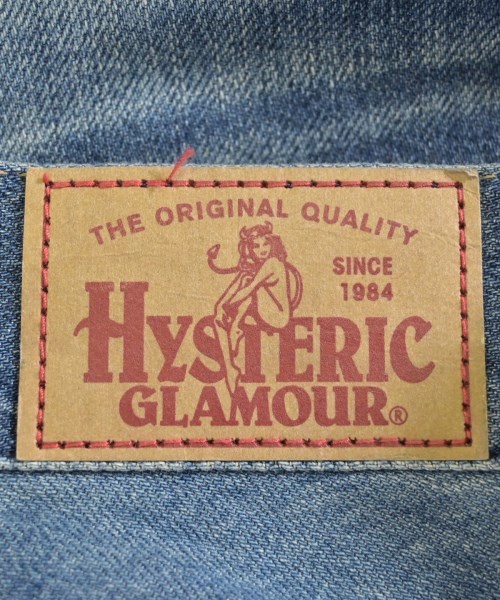 THE ORIGINAL QUALITY
SINCE
1984
HYSTERIC
GLAMOUR®